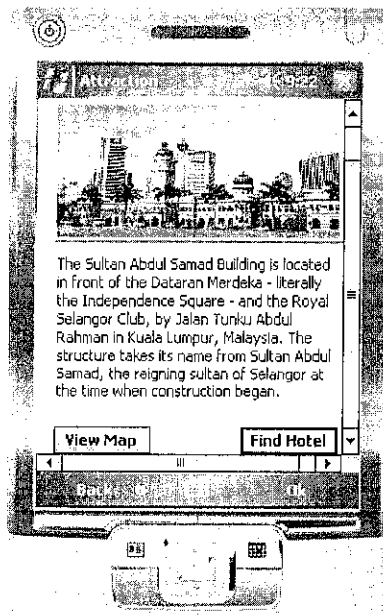 Attraction
The Sultan Abdul Samad Building is located
in front of the Dataran Merdeka - literally
the Independence Square - and the Royal
Selangor Club, by Jalan Tunku Abdul
Rahman in Kuala Lumpur, Malaysia. The
structure takes its name from Sultan Abdul
Samad, the reigning sultan of Selangor at
the time when construction began.
View Map Find Hotel
Ok